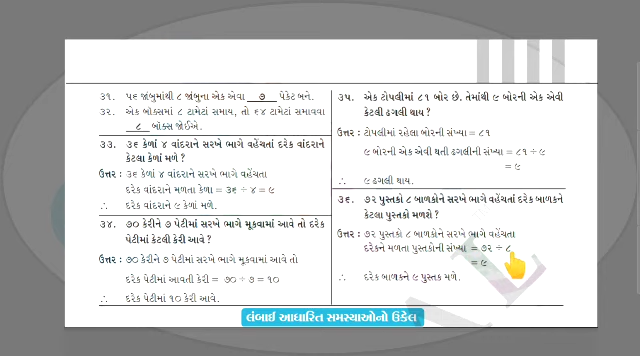 ૩૧. ૫૬ જાંબુમાંથી ૮ જાંબુના એક એવા ૭ પેકેટ બને.
૩૨. એક બોક્સમાં ૮ ટામેટાં સમાય, તો ૬૪ ટામેટાં સમાવવા
૮ બોક્સ જોઈએ.
૩૩. ૩૬ કેળાં ૪ વાંદરાને સરખે ભાગે વહેંચતાં દરેક વાંદરાને
કેટલા કેળાં મળે?
ઉત્તર : ૩૬ કેળાં ૪ વાંદરાને સરખે ભાગે વહેંચતા
દરેક વાંદરાને મળતા કેળા = ૩૬ ÷ ૪ = ૯
∴ દરેક વાંદરાને ૯ કેળાં મળે.
૩૪. ૭૦ કેરીને ૭ પેટીમાં સરખે ભાગે મૂકવામાં આવે તો દરેક
પેટીમાં કેટલી કેરી આવે?
ઉત્તર : ૭૦ કેરીને ૭ પેટીમાં સરખે ભાગે મૂકવામાં આવે તો
દરેક પેટીમાં આવતી કેરી = ૭૦ ÷ ૭ = ૧૦
∴ દરેક પેટીમાં ૧૦ કેરી આવે.
૩૫. એક ટોપલીમાં ૮૧ બોર છે. તેમાંથી ૯ બોરની એક એવી
કેટલી ઢગલી થાય?
ઉત્તર : ટોપલીમાં રહેલા બોરની સંખ્યા = ૮૧
૯ બોરની એક એવી થતી ઢગલીની સંખ્યા = ૮૧ ÷ ૯
= ૯
∴ ૯ ઢગલી થાય.
૩૬. ૭૨ પુસ્તકો ૮ બાળકોને સરખે ભાગે વહેંચતાં દરેક બાળકને
કેટલા પુસ્તકો મળશે?
ઉત્તર : ૭૨ પુસ્તકો ૮ બાળકોને સરખે ભાગે વહેંચતા
દરેકને મળતા પુસ્તકોની સંખ્યા = ૭૨ ÷ ૮
= ૯
∴ દરેક બાળકને ૯ પુસ્તક મળે.
લંબાઈ આધારિત સમસ્યાઓનો ઉકેલ